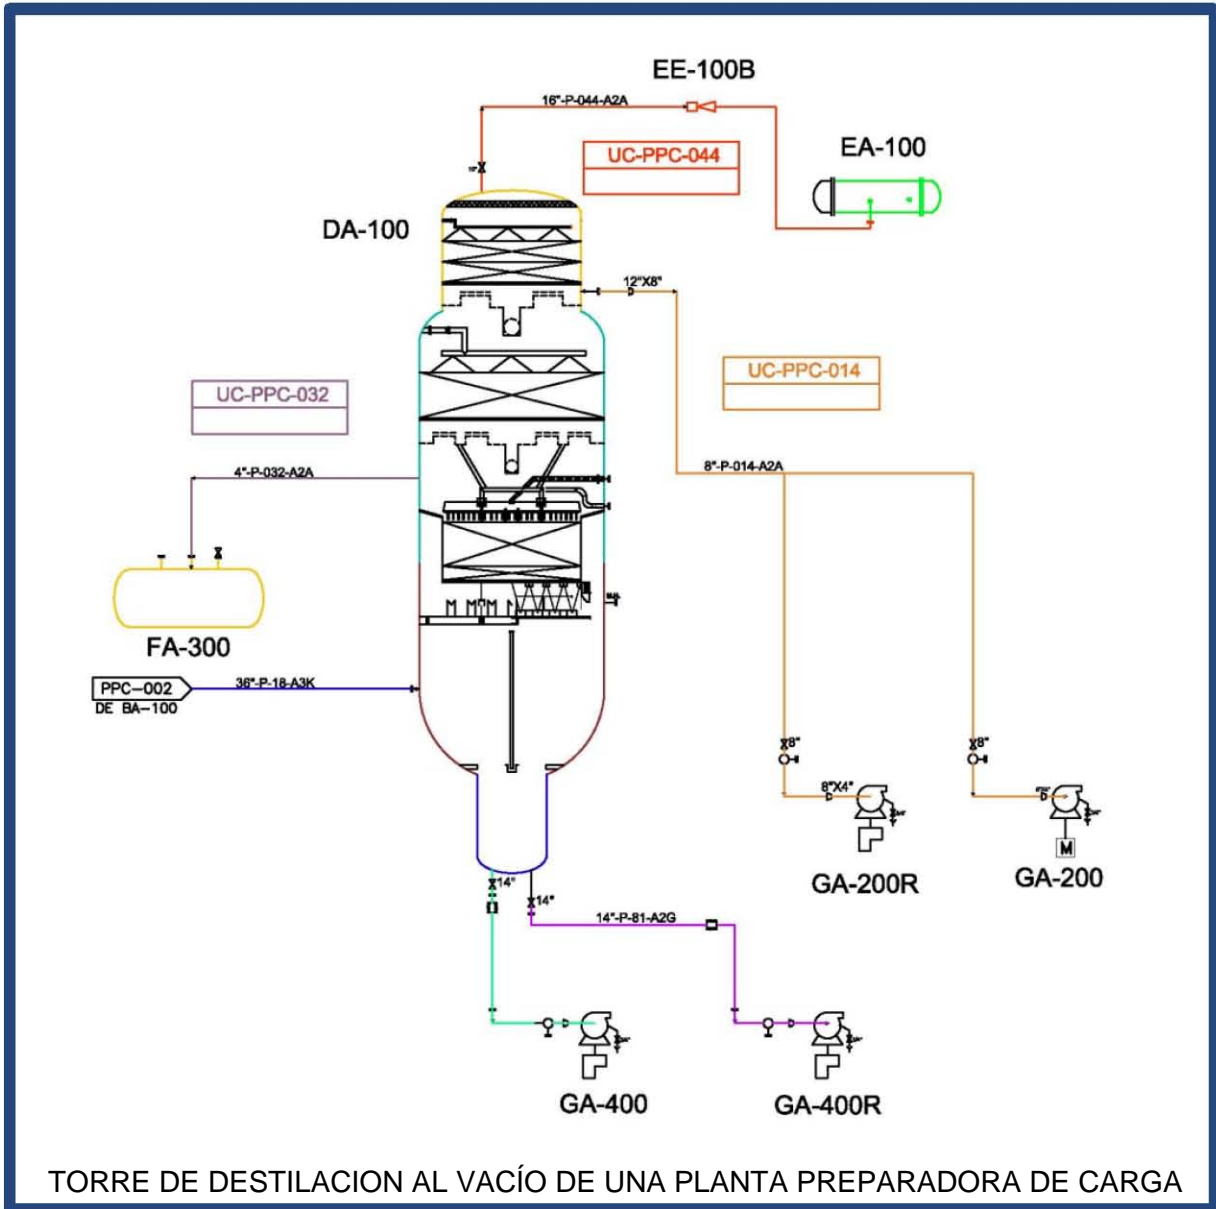 EE-100B
16"-P-044-A2A
UC-PPC-044
EA-100
DA-100
12"X8"
UC-PPC-014
UC-PPC-032
4"-P-032-A2A
8"-P-014-A2A
FA-300
PPC-002
36"-P-18-A3K
DE BA-100
8"
8"
8"X4"
M
GA-200R
GA-200
14"
14"
14"-P-81-A2G
GA-400
GA-400R
TORRE DE DESTILACION AL VACÍO DE UNA PLANTA PREPARADORA DE CARGA